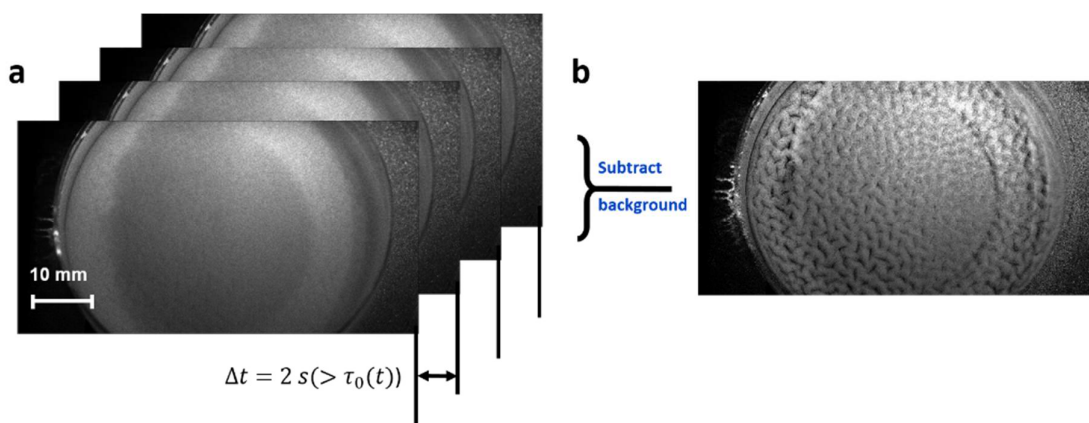 a
b
Subtract
background
10 mm
Δt = 2 s(> τ₀(t))